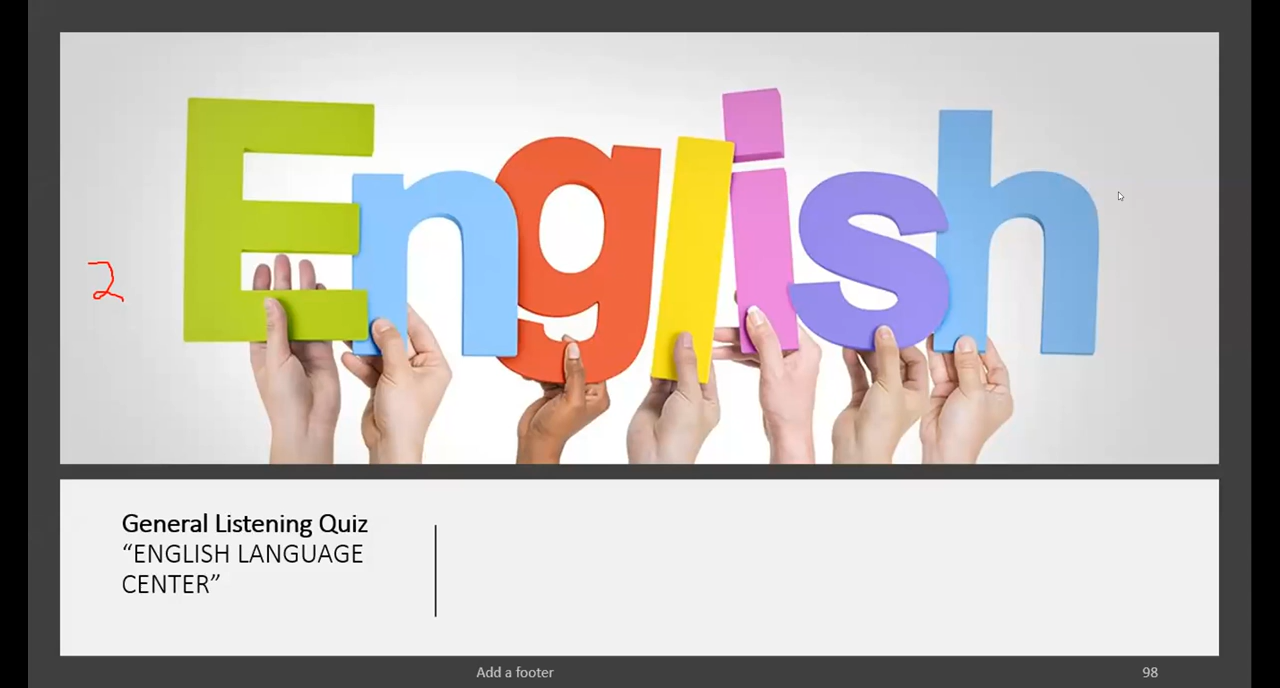 English
2
General Listening Quiz
“ENGLISH LANGUAGE
CENTER”
Add a footer
98